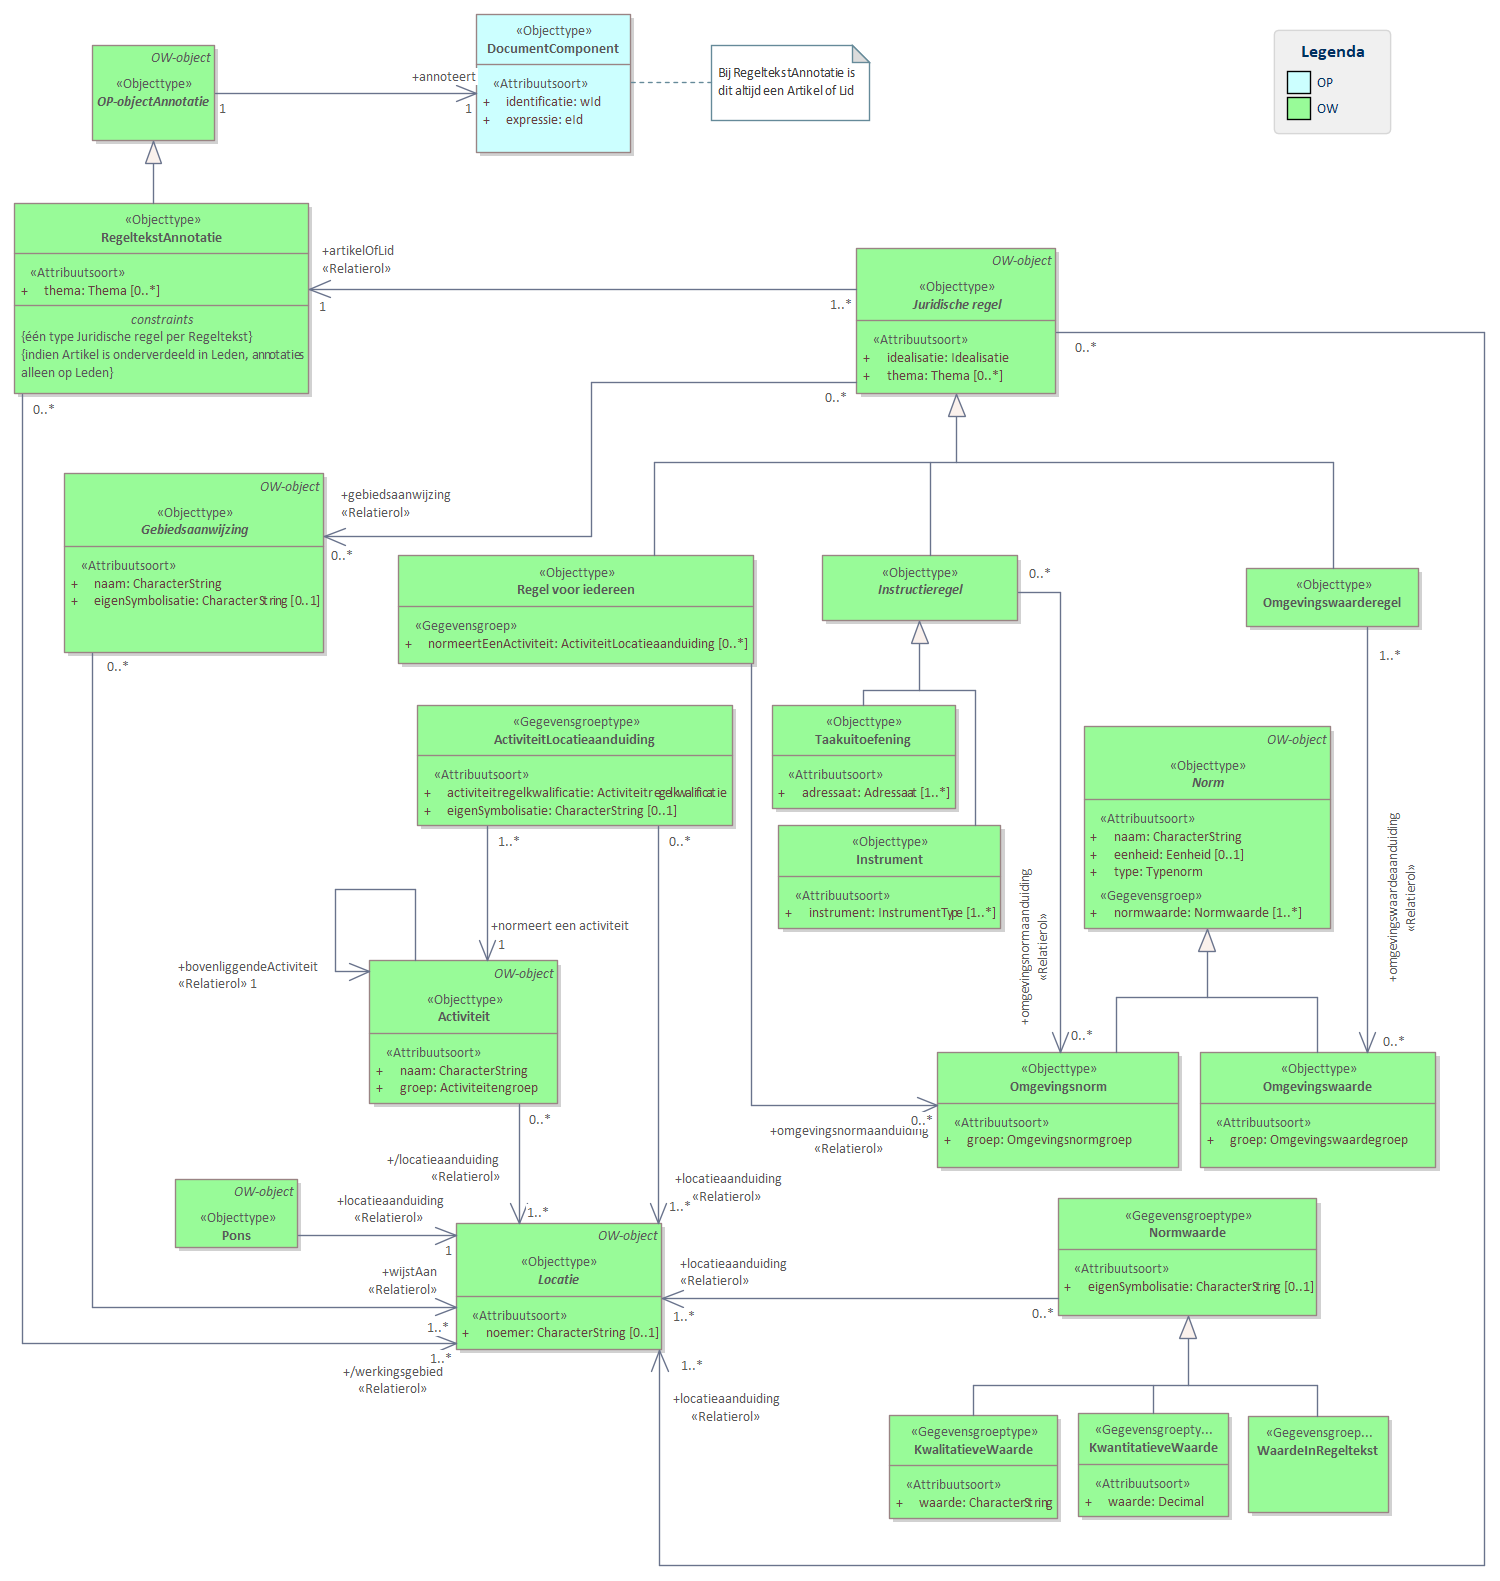 OW-object
«Objecttype»
OP-objectAnnotatie
1
+annoteert
1
«Objecttype»
DocumentComponent
«Attribuutsoort»
+ identificatie: wId
+ expressie: eId
Bij RegeltekstAnnotatie is
dit altijd een Artikel of Lid
Legenda
OP
OW
«Objecttype»
RegeltekstAnnotatie
«Attribuutsoort»
+ thema: Thema [0..*]
constraints
{één type Juridische regel per Regeltekst}
{indien Artikel is onderverdeeld in Leden, annotaties
alleen op Leden}
0..*
+artikelOfLid
«Relatierol»
1
1..*
OW-object
«Objecttype»
Juridische regel
«Attribuutsoort»
+ idealisatie: Idealisatie
+ thema: Thema [0..*]
0..*
0..*
OW-object
«Objecttype»
Gebiedsaanwijzing
«Attribuutsoort»
+ naam: CharacterString
+ eigenSymbolisatie: CharacterString [0..1]
0..*
+gebiedsaanwijzing
«Relatierol»
0..*
«Objecttype»
Regel voor iedereen
«Gegevensgroep»
+ normeertEenActiviteit: ActiviteitLocatieaanduiding [0..*]
«Objecttype»
Instructieregel
0..*
«Objecttype»
Omgevingswaarderegel
1..*
«Gegevensgroeptype»
ActiviteitLocatieaanduiding
«Attribuutsoort»
+ activiteitregelkwalificatie: Activiteitregelkwalificatie
+ eigenSymbolisatie: CharacterString [0..1]
1..*
0..*
«Objecttype»
Taakuitoefening
«Attribuutsoort»
+ adressaat: Adressaat [1..*]
«Objecttype»
Instrument
«Attribuutsoort»
+ instrument: InstrumentType [1..*]
OW-object
«Objecttype»
Norm
«Attribuutsoort»
+ naam: CharacterString
+ eenheid: Eenheid [0..1]
+ type: Typenorm
«Gegevensgroep»
+ normwaarde: Normwaarde [1..*]
+omgevingsnormaanduiding
«Relatierol»
0..*
+omgevingswaardeaanduiding
«Relatierol»
0..*
+normeert een activiteit
1
+bovenliggendeActiviteit
«Relatierol» 1
OW-object
«Objecttype»
Activiteit
«Attribuutsoort»
+ naam: CharacterString
+ groep: Activiteitengroep
0..*
+/locatieaanduiding
«Relatierol»
1..*
+locatieaanduiding
«Relatierol»
1..*
0..*
+omgevingsnormaanduiding
«Relatierol»
«Objecttype»
Omgevingsnorm
«Attribuutsoort»
+ groep: Omgevingsnormgroep
«Objecttype»
Omgevingswaarde
«Attribuutsoort»
+ groep: Omgevingswaardegroep
OW-object
«Objecttype»
Pons
+locatieaanduiding
«Relatierol»
1
+wijstAan
«Relatierol»
1..*
1..*
+/werkingsgebied
«Relatierol»
OW-object
«Objecttype»
Locatie
«Attribuutsoort»
+ noemer: CharacterString [0..1]
+locatieaanduiding
«Relatierol»
1..*
0..*
1..*
+locatieaanduiding
«Relatierol»
«Gegevensgroeptype»
Normwaarde
«Attribuutsoort»
+ eigenSymbolisatie: CharacterString [0..1]
«Gegevensgroeptype»
KwalitatieveWaarde
«Attribuutsoort»
+ waarde: CharacterString
«Gegevensgroepty...
KwantitatieveWaarde
«Attribuutsoort»
+ waarde: Decimal
«Gegevensgroep...
WaardeInRegeltekst